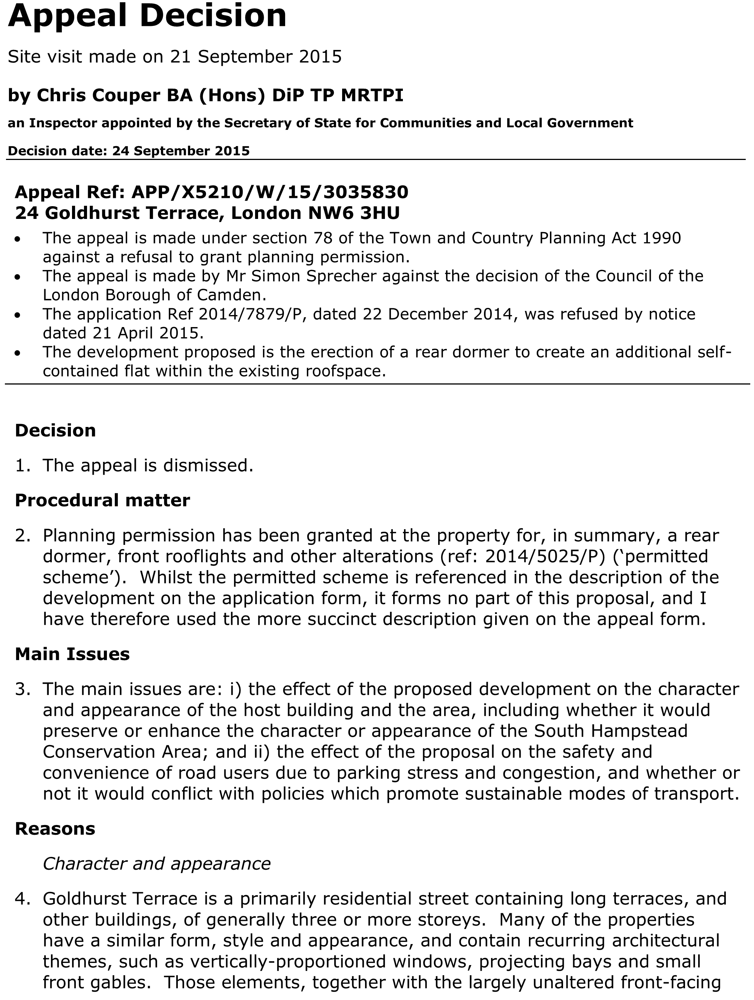 Appeal Decision
Site visit made on 21 September 2015
by Chris Couper BA (Hons) DiP TP MRTPI
an Inspector appointed by the Secretary of State for Communities and Local Government
Decision date: 24 September 2015
Appeal Ref: APP/X5210/W/15/3035830
24 Goldhurst Terrace, London NW6 3HU
• The appeal is made under section 78 of the Town and Country Planning Act 1990
against a refusal to grant planning permission.
• The appeal is made by Mr Simon Sprecher against the decision of the Council of the
London Borough of Camden.
• The application Ref 2014/7879/P, dated 22 December 2014, was refused by notice
dated 21 April 2015.
• The development proposed is the erection of a rear dormer to create an additional self-
contained flat within the existing roofspace.
Decision
1. The appeal is dismissed.
Procedural matter
2. Planning permission has been granted at the property for, in summary, a rear
dormer, front rooflights and other alterations (ref: 2014/5025/P) (‘permitted
scheme’).  Whilst the permitted scheme is referenced in the description of the
development on the application form, it forms no part of this proposal, and I
have therefore used the more succinct description given on the appeal form.
Main Issues
3. The main issues are: i) the effect of the proposed development on the character
and appearance of the host building and the area, including whether it would
preserve or enhance the character or appearance of the South Hampstead
Conservation Area; and ii) the effect of the proposal on the safety and
convenience of road users due to parking stress and congestion, and whether or
not it would conflict with policies which promote sustainable modes of transport.
Reasons
Character and appearance
4. Goldhurst Terrace is a primarily residential street containing long terraces, and
other buildings, of generally three or more storeys.  Many of the properties
have a similar form, style and appearance, and contain recurring architectural
themes, such as vertically-proportioned windows, projecting bays and small
front gables.  Those elements, together with the largely unaltered front-facing